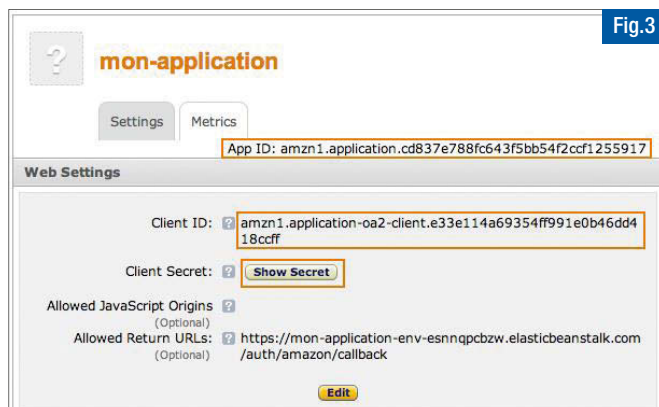 Fig.3
?
mon-application
Settings Metrics
App ID: amzn1.application.cd837e788fc643f5bb54f2ccf1255917
Web Settings
Client ID: ? amzn1.application-oa2-client.e33e114a69354ff991e0b46dd4
18ccff
Client Secret: ? Show Secret
Allowed JavaScript Origins ?
(Optional)
Allowed Return URLs: ? https://mon-application-env-esnnqpcbzw.elasticbeanstalk.com
(Optional) /auth/amazon/callback
Edit